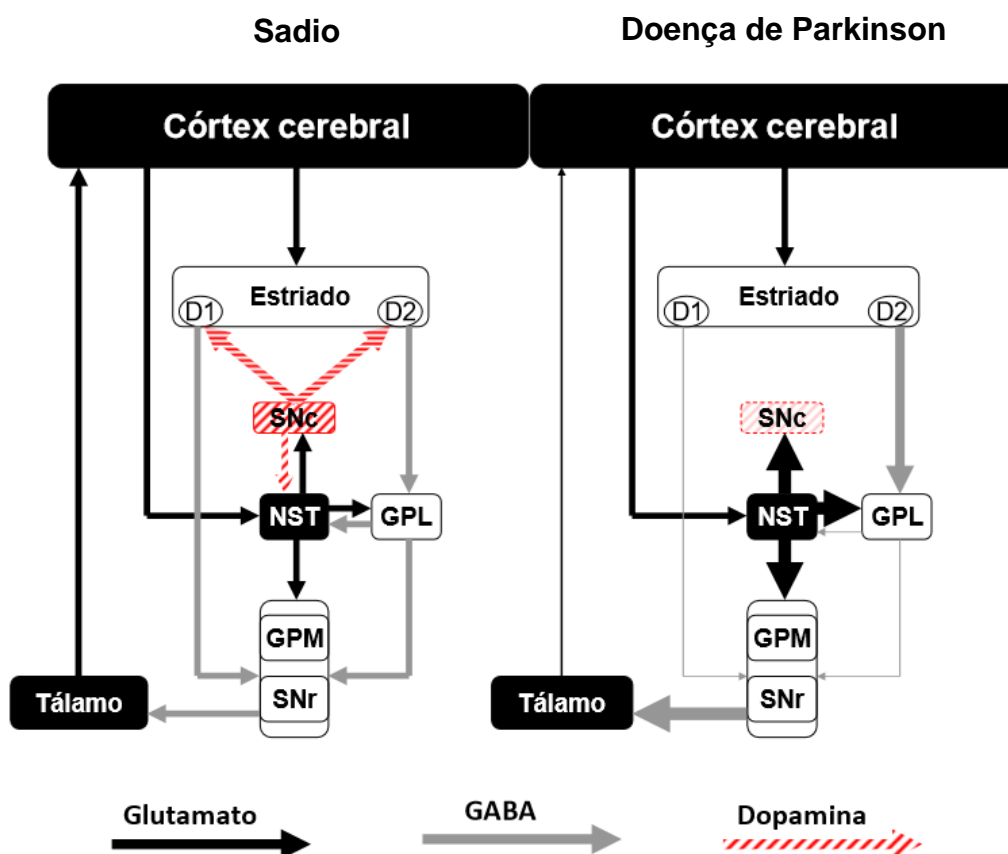 Sadio
Doença de Parkinson
Córtex cerebral
Córtex cerebral
Estriado
D1
D2
SNc
NST
GPL
GPM
SNr
Tálamo
Estriado
D1
D2
SNc
NST
GPL
GPM
SNr
Tálamo
Glutamato
GABA
Dopamina